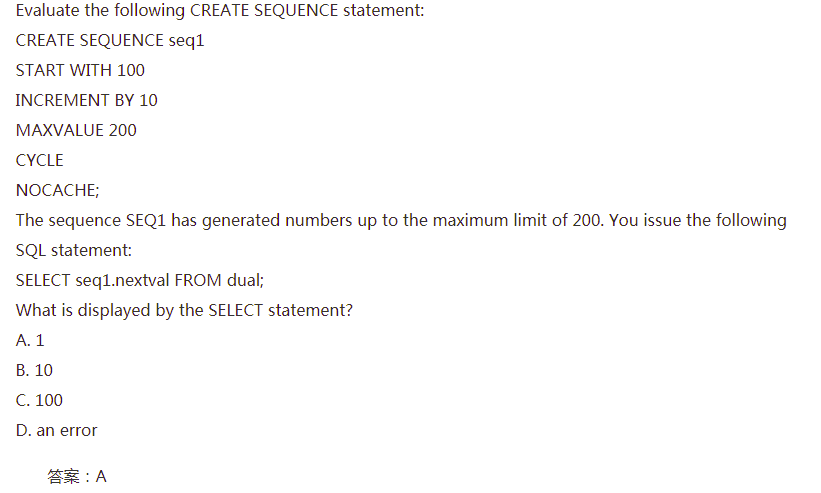 Evaluate the following CREATE SEQUENCE statement:
CREATE SEQUENCE seq1
START WITH 100
INCREMENT BY 10
MAXVALUE 200
CYCLE
NOCACHE;
The sequence SEQ1 has generated numbers up to the maximum limit of 200. You issue the following
SQL statement:
SELECT seq1.nextval FROM dual;
What is displayed by the SELECT statement?
A. 1
B. 10
C. 100
D. an error
答案：A